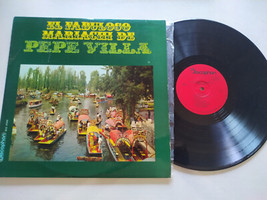 EL FABULOSO
MARIACHI DE
PEPE VILLA